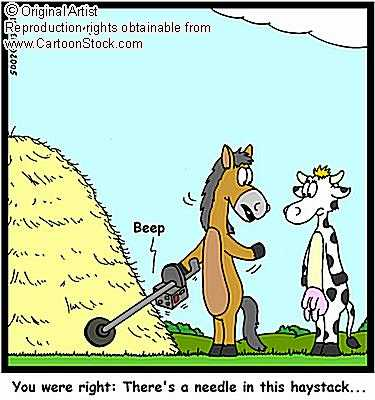 © Original Artist
Reproduction rights obtainable from
www.CartoonStock.com
Beep
You were right: There's a needle in this haystack...